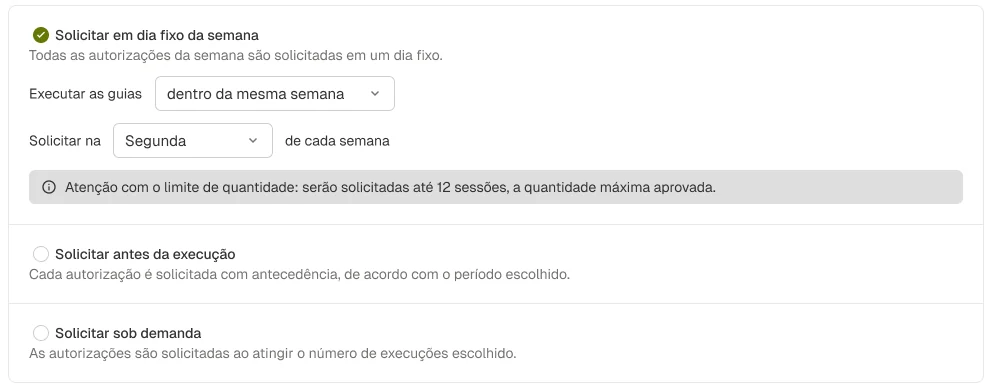 Solicitar em dia fixo da semana
Todas as autorizações da semana são solicitadas em um dia fixo.
Executar as guias dentro da mesma semana
Solicitar na Segunda de cada semana
Atenção com o limite de quantidade: serão solicitadas até 12 sessões, a quantidade máxima aprovada.
Solicitar antes da execução
Cada autorização é solicitada com antecedência, de acordo com o período escolhido.
Solicitar sob demanda
As autorizações são solicitadas ao atingir o número de execuções escolhido.